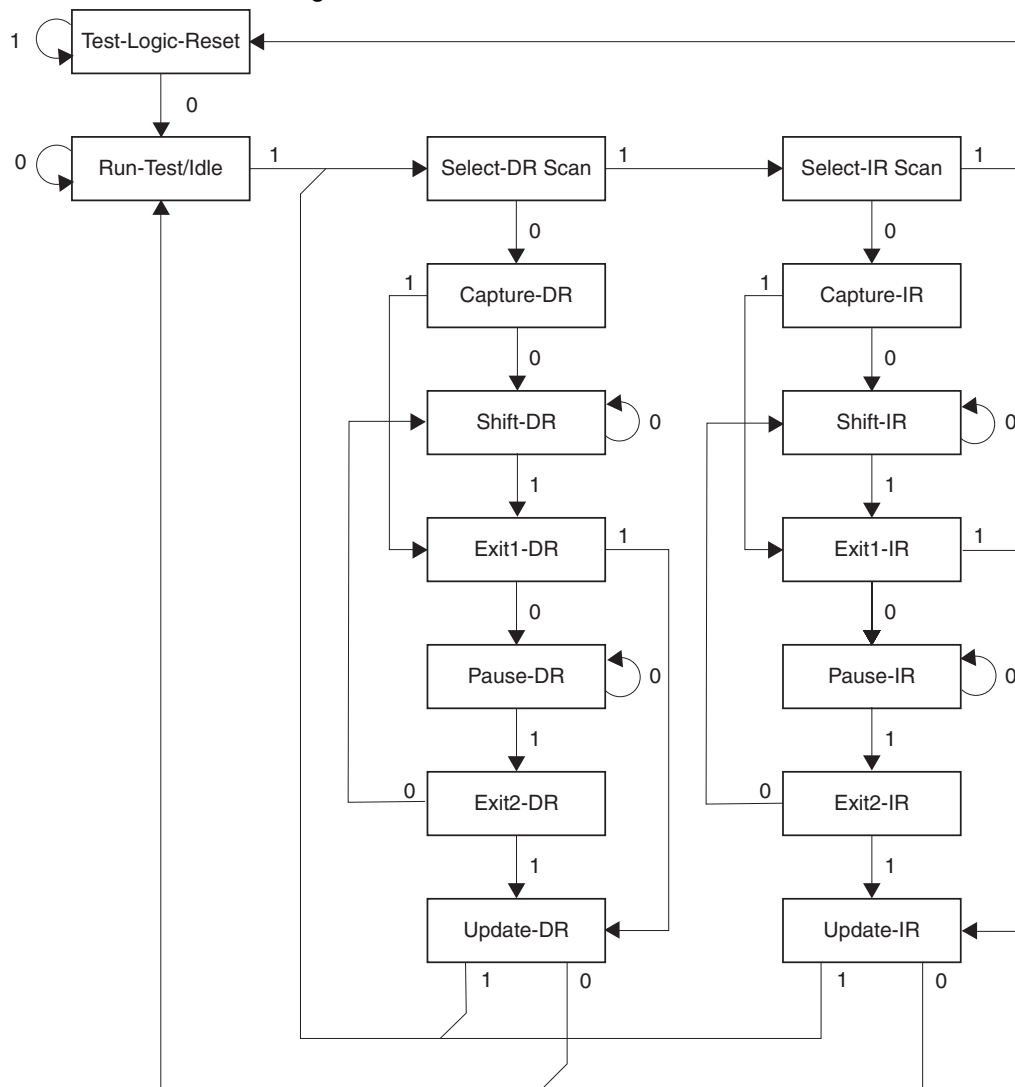 1
Test-Logic-Reset
0
0
Run-Test/Idle
1
Select-DR Scan
1
Select-IR Scan
1
0
0
1
Capture-DR
1
Capture-IR
0
0
Shift-DR
0
Shift-IR
0
1
1
Exit1-DR
1
Exit1-IR
1
0
0
Pause-DR
0
Pause-IR
0
1
1
0
Exit2-DR
0
Exit2-IR
1
1
Update-DR
Update-IR
1
0
1
0